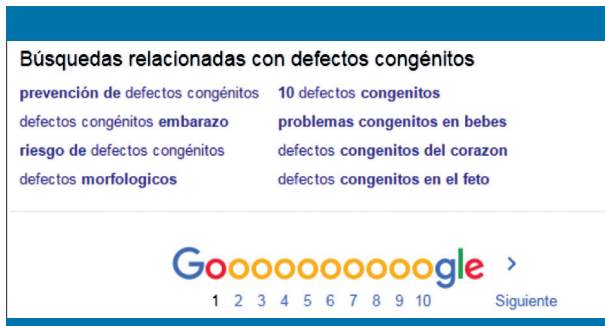 Búsquedas relacionadas con defectos congénitos
prevención de defectos congénitos 10 defectos congenitos
defectos congénitos embarazo problemas congenitos en bebes
riesgo de defectos congénitos defectos congenitos del corazon
defectos morfologicos defectos congenitos en el feto
Goooooooooogle >
1 2 3 4 5 6 7 8 9 10 Siguiente